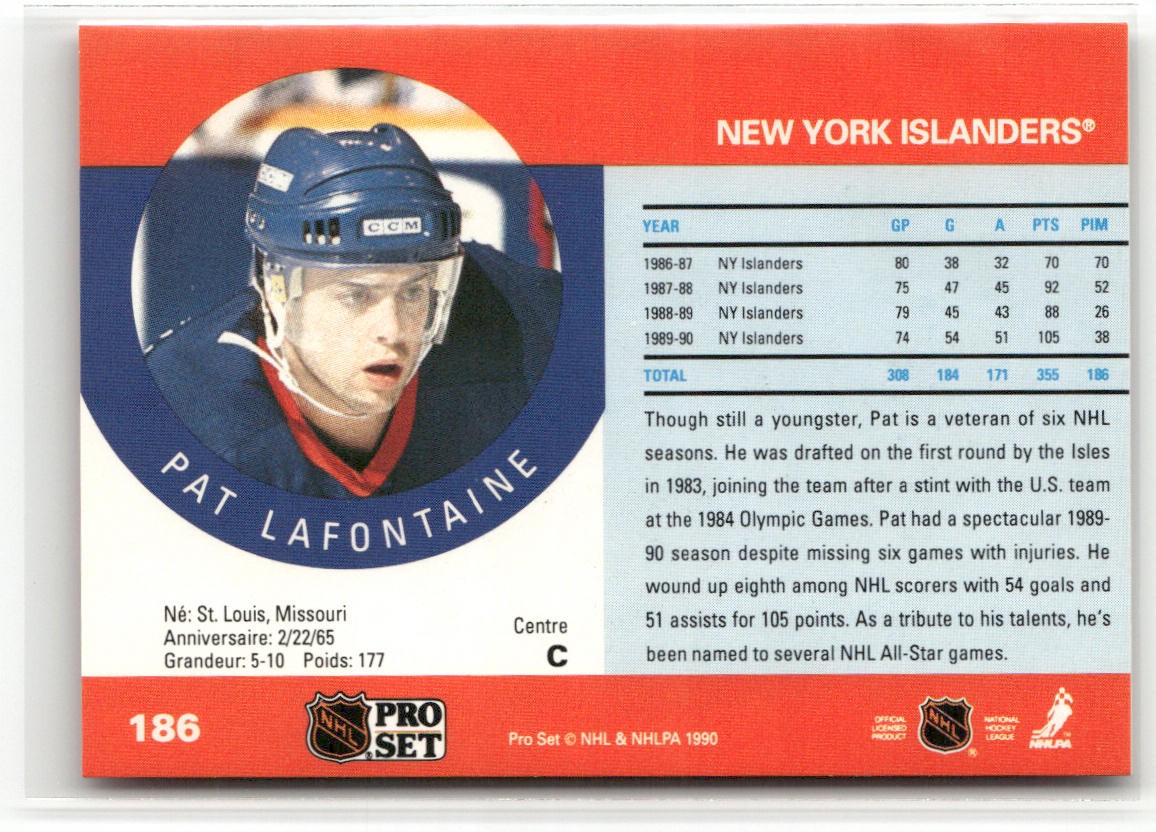 NEW YORK ISLANDERS®
CCM
PAT LAFONTAINE
YEAR GP G A PTS PIM
1986-87 NY Islanders 80 38 32 70 70
1987-88 NY Islanders 75 47 45 92 52
1988-89 NY Islanders 79 45 43 88 26
1989-90 NY Islanders 74 54 51 105 38
TOTAL 308 184 171 355 186
Though still a youngster, Pat is a veteran of six NHL
seasons. He was drafted on the first round by the Isles
in 1983, joining the team after a stint with the U.S. team
at the 1984 Olympic Games. Pat had a spectacular 1989-
90 season despite missing six games with injuries. He
wound up eighth among NHL scorers with 54 goals and
51 assists for 105 points. As a tribute to his talents, he's
been named to several NHL All-Star games.
Né: St. Louis, Missouri
Anniversaire: 2/22/65
Grandeur: 5-10 Poids: 177
Centre
C
186
NHL
PRO
SET
Pro Set © NHL & NHLPA 1990
OFFICIAL
LICENSED
PRODUCT
NHL
®
NATIONAL
HOCKEY
LEAGUE
NHLPA